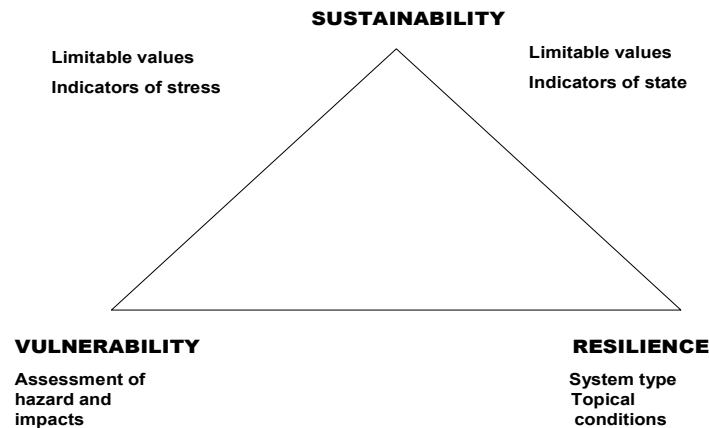 SUSTAINABILITY
Limitable values
Indicators of stress
Limitable values
Indicators of state
VULNERABILITY
Assessment of
hazard and
impacts
RESILIENCE
System type
Topical
conditions